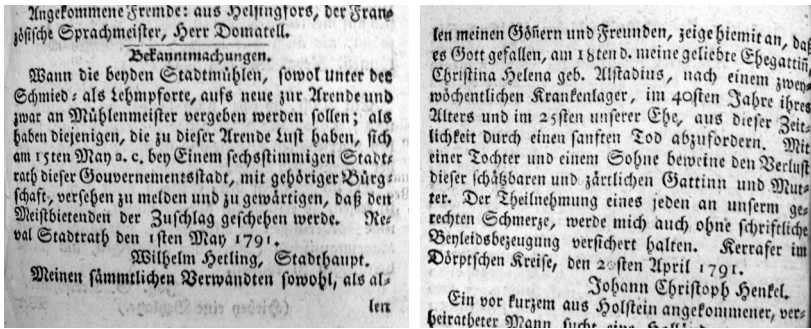 Angekommene Fremde: aus Helsingfors, der Fran-
zösische Sprachmeister, Herr Domatell.
Bekanntmachungen.
Wann die beyden Stadtmühlen, sowol unter der
Schmied- als Lehmpforte, aufs neue zur Arende und
zwar an Mühlenmeister vergeben werden sollen; als
haben diejenigen, die zu dieser Arende Lust haben, sich
am 15ten May a. c. bey Einem sechsstimmigen Stadt-
rath dieser Gouvernementsstadt, mit gehöriger Bürg-
schaft, versehen zu melden und zu gewärtigen, daß den
Meistbietenden der Zuschlag geschehen werde. Re-
val Stadtrath den 1sten May 1791.
Wilhelm Hetling, Stadthaupt.
Meinen sämmtlichen Verwandten sowohl, als al-
len
len meinen Göñern und Freunden, zeige hiemit an, daß
es Gott gefallen, am 18ten d. meine geliebte Ehegattiñ,
Christina Helena geb. Alstadius, nach einem zwey-
wöchentlichen Krankenlager, im 40sten Jahre ihres
Alters und im 25sten unserer Ehe, aus dieser Zeit-
lichkeit durch einen sanften Tod abzufordern. Mit
einer Tochter und einem Sohne beweine den Verlust
dieser schätzbaren und zärtlichen Gattinn und Mut-
ter. Der Theilnehmung eines jeden an unserm ge-
rechten Schmerze, werde mich auch ohne schriftliche
Beyleidsbezeugung versichert halten. Kerrafer im
Dörptschen Kreise, den April 1791.
Johann Christoph Henkel.
Ein vor kurzem aus Holstein angekommener, ver-
heiratheter Mann sucht eine